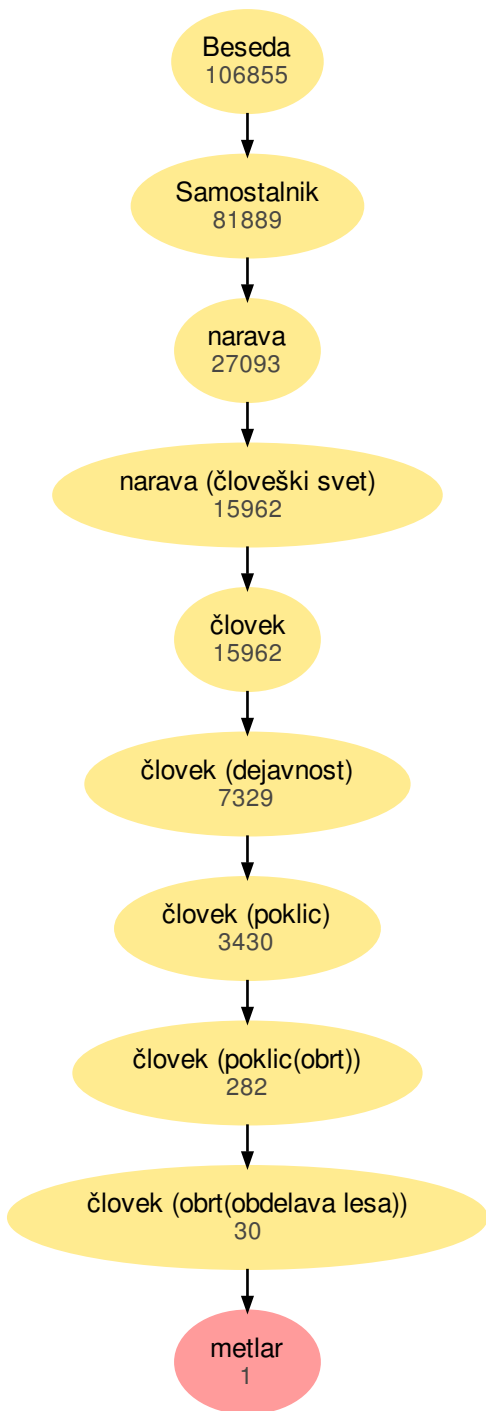 Beseda
106855
Samostalnik
81889
narava
27093
narava (človeški svet)
15962
človek
15962
človek (dejavnost)
7329
človek (poklic)
3430
človek (poklic(obrt))
282
človek (obrt(obdelava lesa))
30
metlar
1